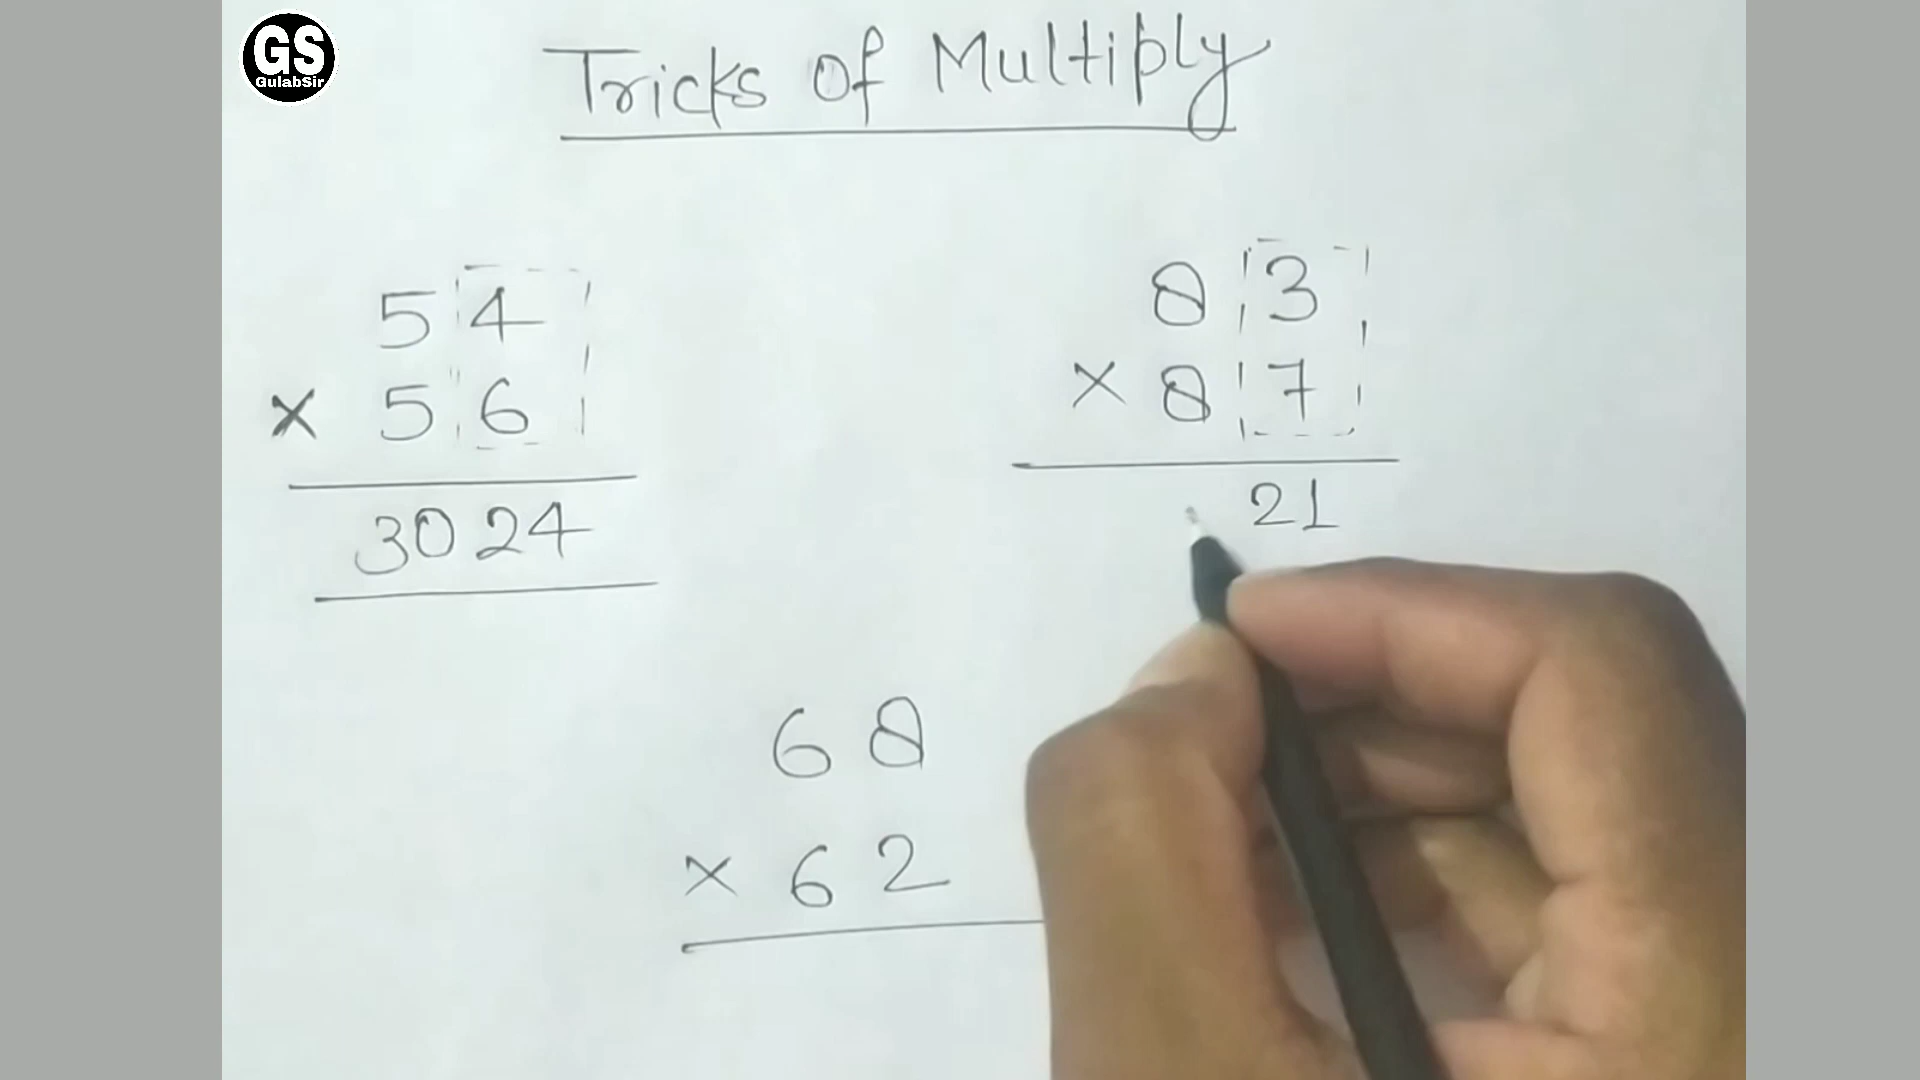 GS
GulabSir
Tricks of Multiply
54
× 56
3024
83
× 87
21
68
× 62